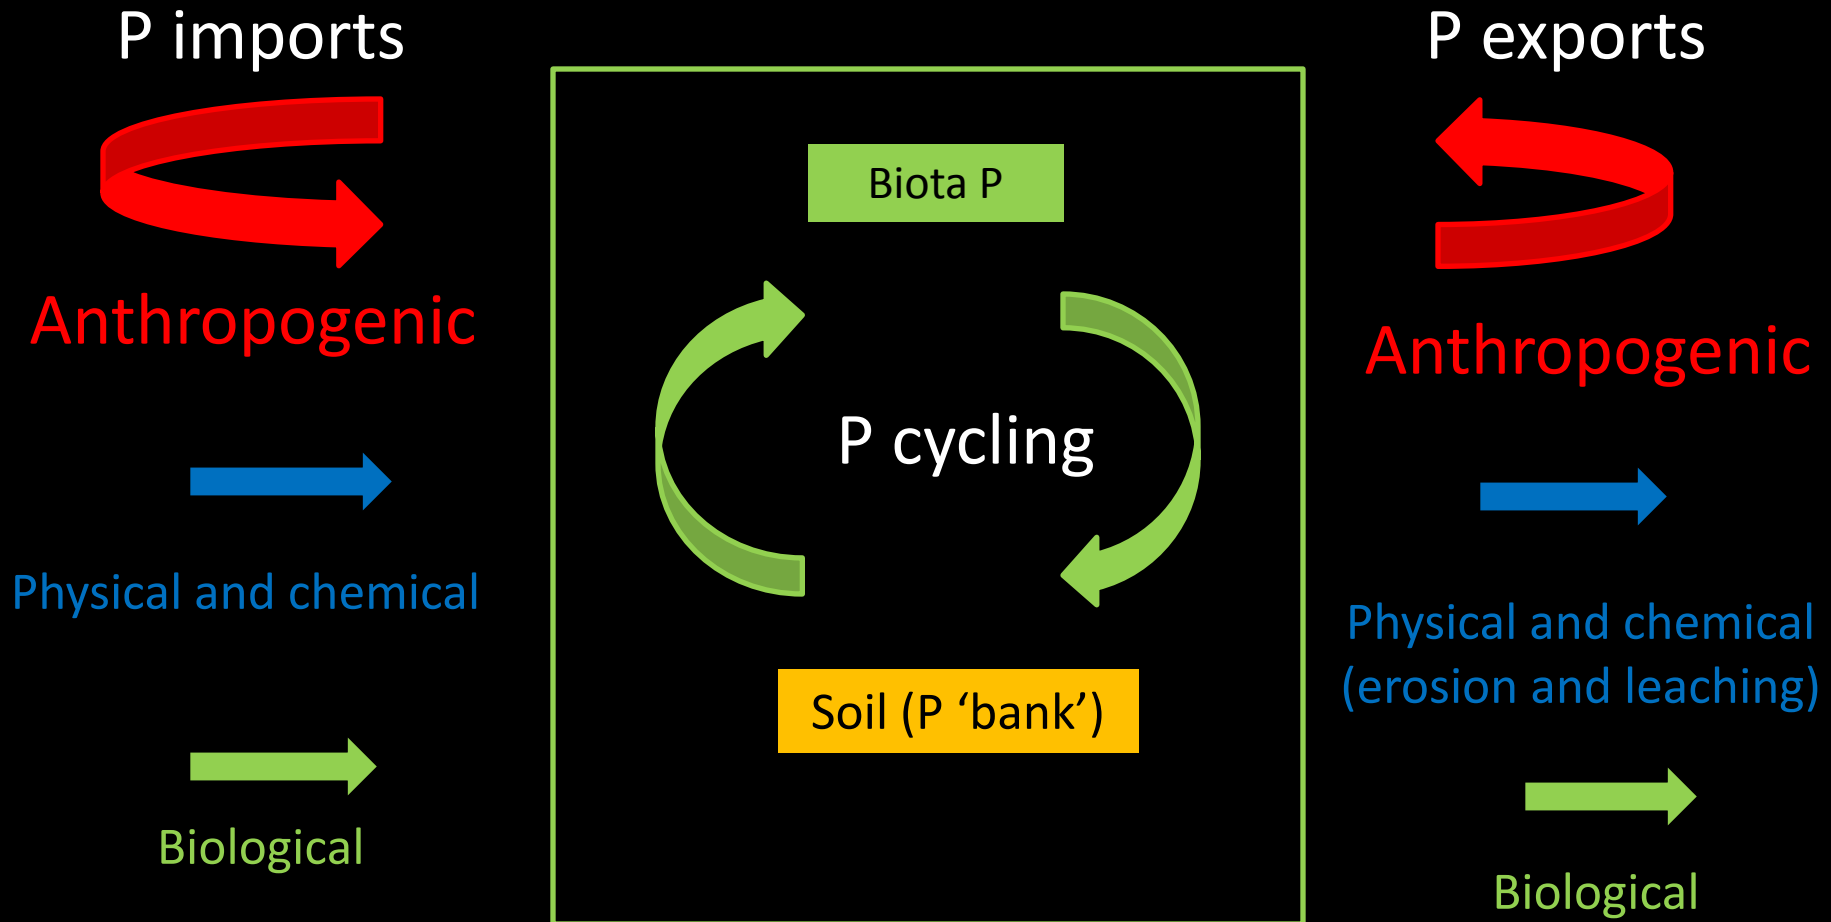 P imports
Anthropogenic
Physical and chemical
Biological
Biota P
P cycling
Soil (P ‘bank’)
P exports
Anthropogenic
Physical and chemical
(erosion and leaching)
Biological